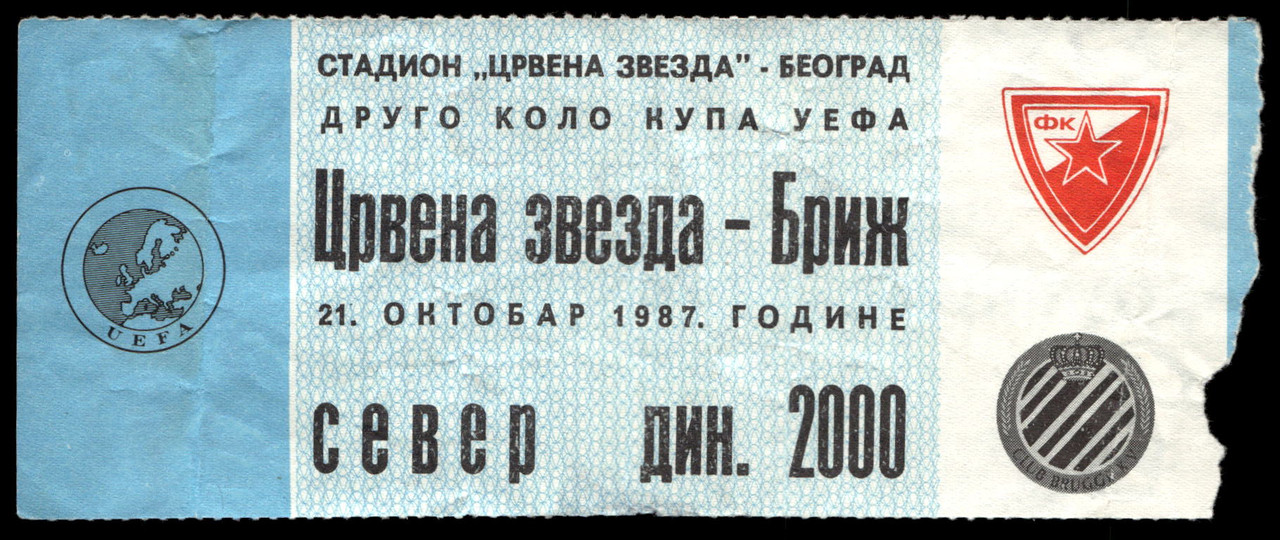 СТАДИОН „ЦРВЕНА ЗВЕЗДА” - БЕОГРАД
ДРУГО КОЛО КУПА УЕФА
Црвена звезда - Бриж
21. ОКТОБАР 1987. ГОДИНЕ
север дин. 2000
UEFA
ФК
CLUB BRUGGE K.V.